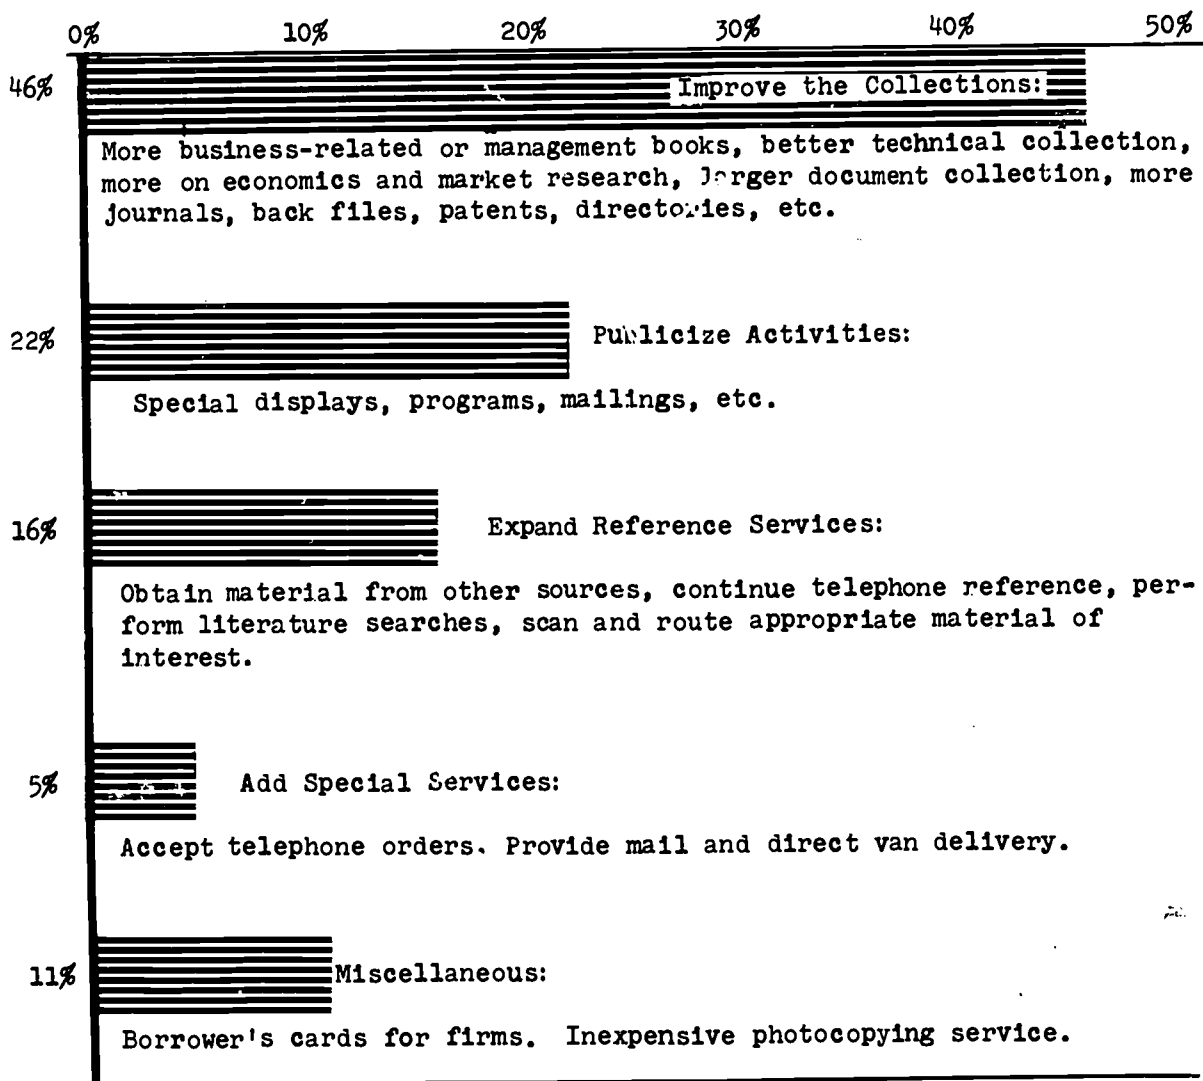 0% 10% 20% 30% 40% 50%
46% Improve the Collections:
More business-related or management books, better technical collection,
more on economics and market research, larger document collection, more
journals, back files, patents, directories, etc.
22% Publicize Activities:
Special displays, programs, mailings, etc.
16% Expand Reference Services:
Obtain material from other sources, continue telephone reference, per-
form literature searches, scan and route appropriate material of
interest.
5% Add Special Services:
Accept telephone orders. Provide mail and direct van delivery.
11% Miscellaneous:
Borrower's cards for firms. Inexpensive photocopying service.